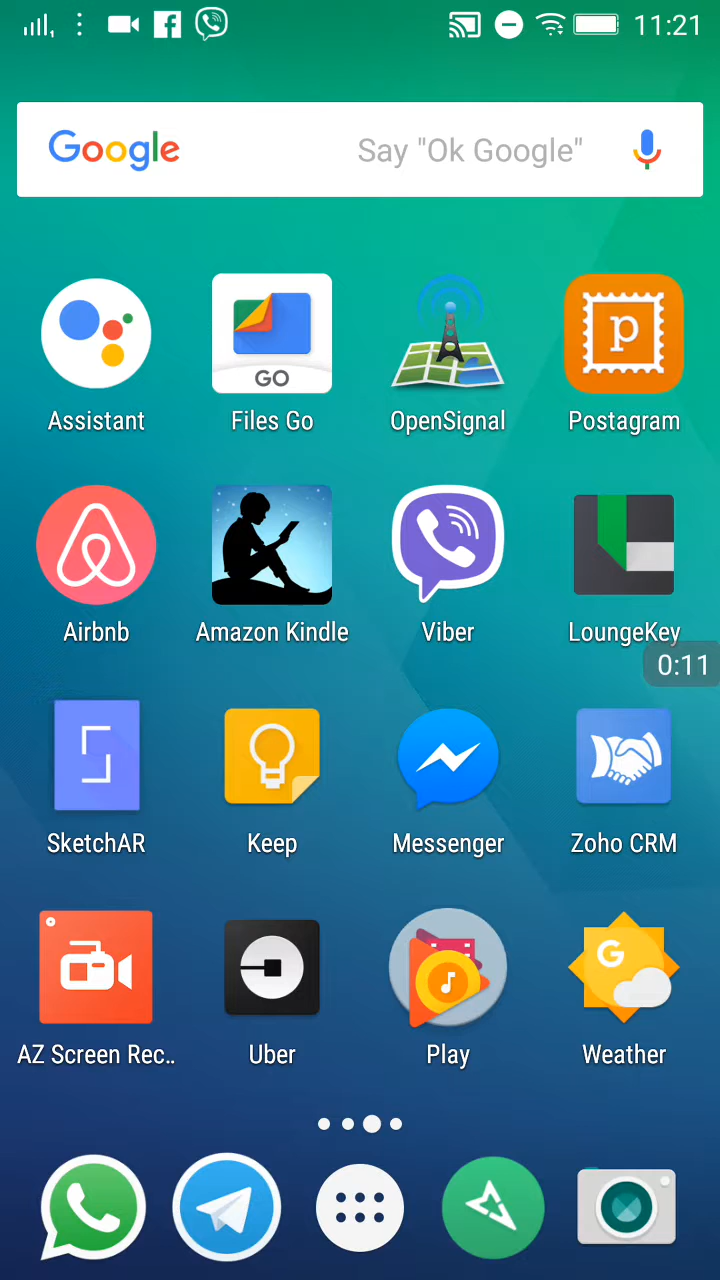 11:21
Google Say "Ok Google"
GO
p
Assistant Files Go OpenSignal Postagram
Airbnb Amazon Kindle Viber LoungeKey
0:11
SketchAR Keep Messenger Zoho CRM
G
AZ Screen Rec.. Uber Play Weather